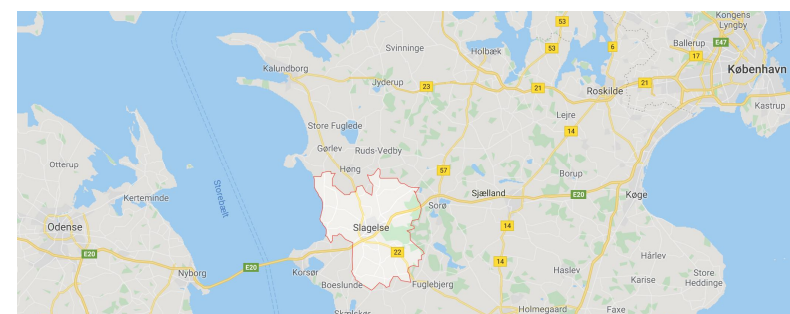 Kongens
Lyngby
53
53
6
Ballerup
E47
17
København
Svinninge
Holbæk
Kalundborg
Jyderup
23
21
21
Roskilde
Kastrup
Lejre
14
Store Fuglede
Gørlev
Ruds-Vedby
Høng
57
Borup
Otterup
Kerteminde
Storebælt
Sjælland
E20
Køge
Sorø
Odense
Slagelse
14
22
E20
Nyborg
E20
Korsør
14
Haslev
Hårlev
Karise
Store
Heddinge
Boeslunde
Fuglebjerg
Skælskør
Holmegaard
Faxe